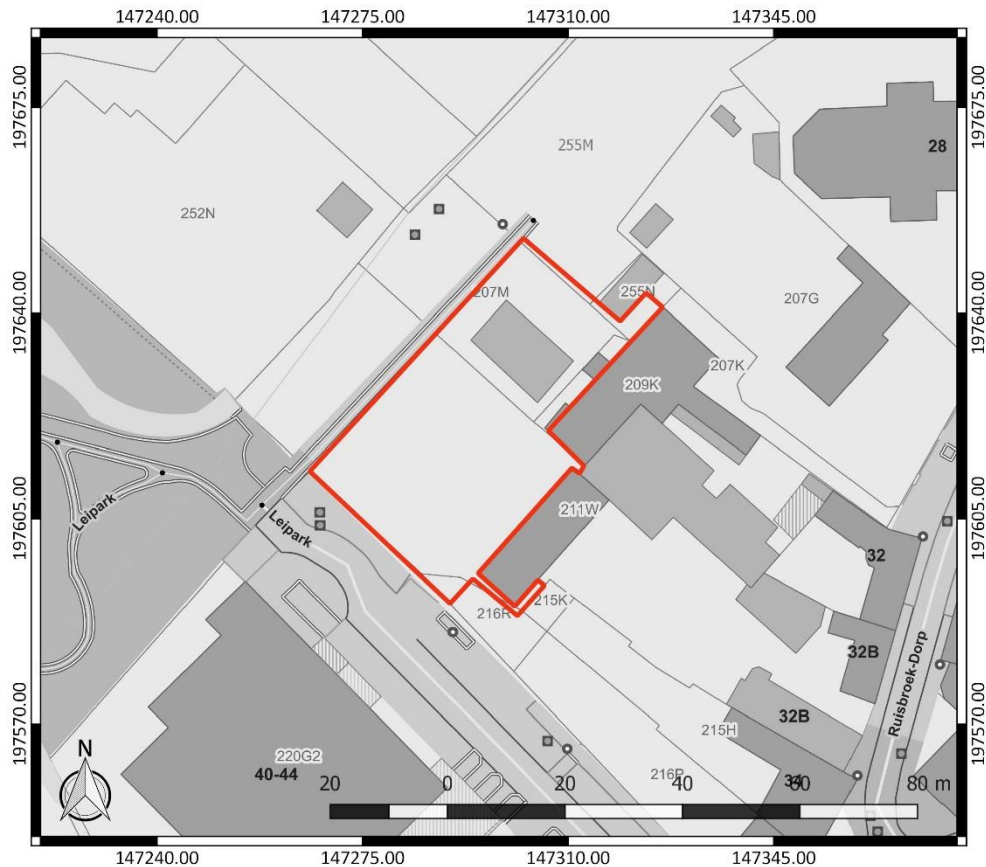 147240.00 147275.00 147310.00 147345.00
197675.00
197675.00
28
255M
252N
207M
255N
207G
197640.00
197640.00
207K
209K
Leipark
Leipark
211W
197605.00
197605.00
32
215K
216R
32B
Ruisbroek-Dorp
197570.00
197570.00
32B
215H
220G2
40-44
216P
34
N
20 0 20 40 60 80 m
147240.00 147275.00 147310.00 147345.00